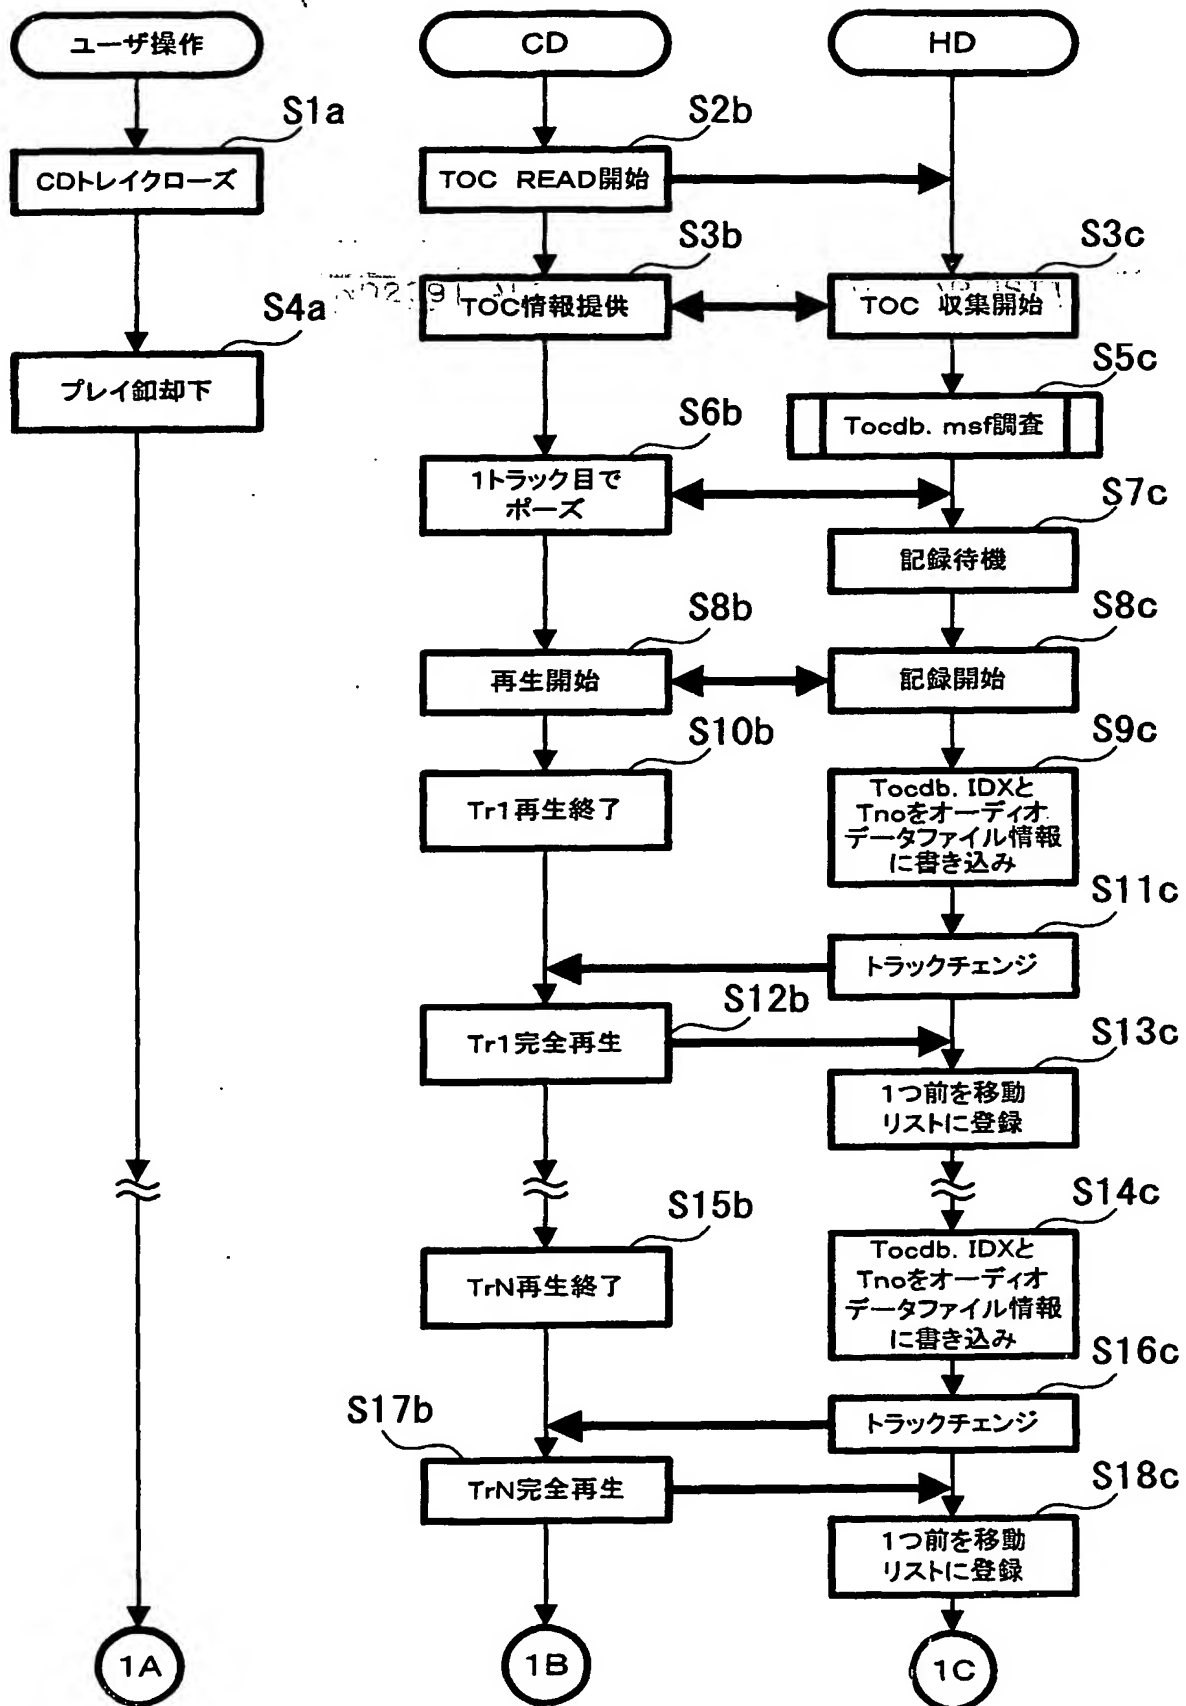 ユーザ操作
CD
HD
S1a
CDトレイクローズ
S2b
TOC READ開始
S3b
TOC情報提供
S3c
TOC 収集開始
S4a
プレイ釦却下
S5c
Tocdb. msf調査
S6b
1トラック目で
ポーズ
S7c
記録待機
S8b
再生開始
S8c
記録開始
S9c
Tocdb. IDXと
Tnoをオーディオ
データファイル情報
に書き込み
S10b
Tr1再生終了
S11c
トラックチェンジ
S12b
Tr1完全再生
S13c
1つ前を移動
リストに登録
S14c
Tocdb. IDXと
Tnoをオーディオ
データファイル情報
に書き込み
S15b
TrN再生終了
S16c
トラックチェンジ
S17b
TrN完全再生
S18c
1つ前を移動
リストに登録
1A
1B
1C